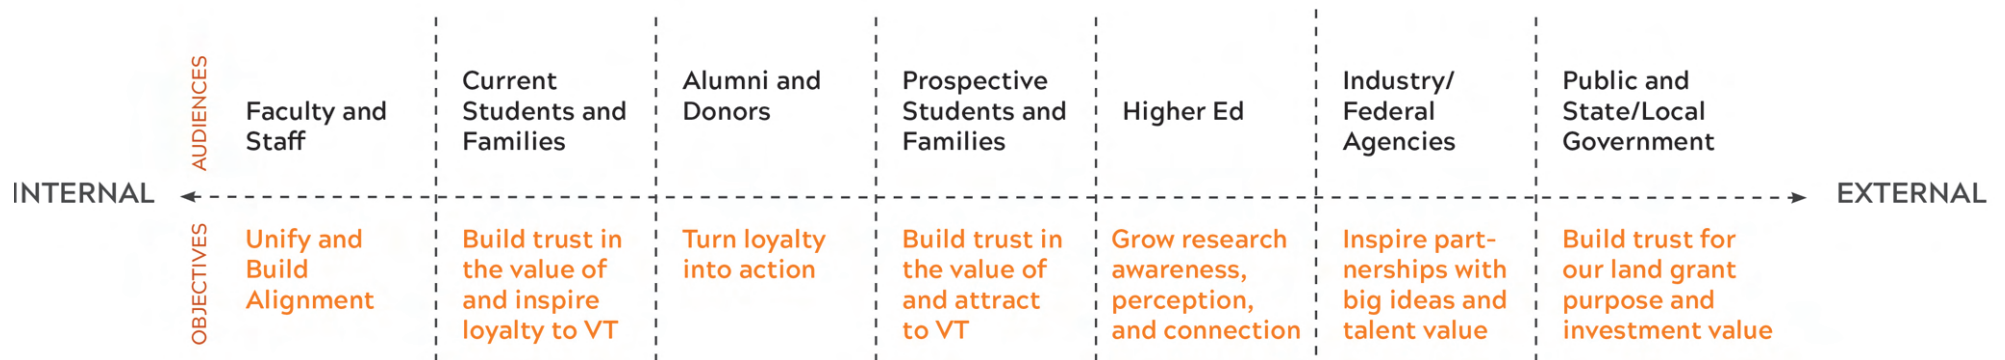 AUDIENCES
Faculty and
Staff
Current
Students and
Families
Alumni and
Donors
Prospective
Students and
Families
Higher Ed
Industry/
Federal
Agencies
Public and
State/Local
Government
INTERNAL
EXTERNAL
OBJECTIVES
Unify and
Build
Alignment
Build trust in
the value of
and inspire
loyalty to VT
Turn loyalty
into action
Build trust in
the value of
and attract
to VT
Grow research
awareness,
perception,
and connection
Inspire part-
nerships with
big ideas and
talent value
Build trust for
our land grant
purpose and
investment value